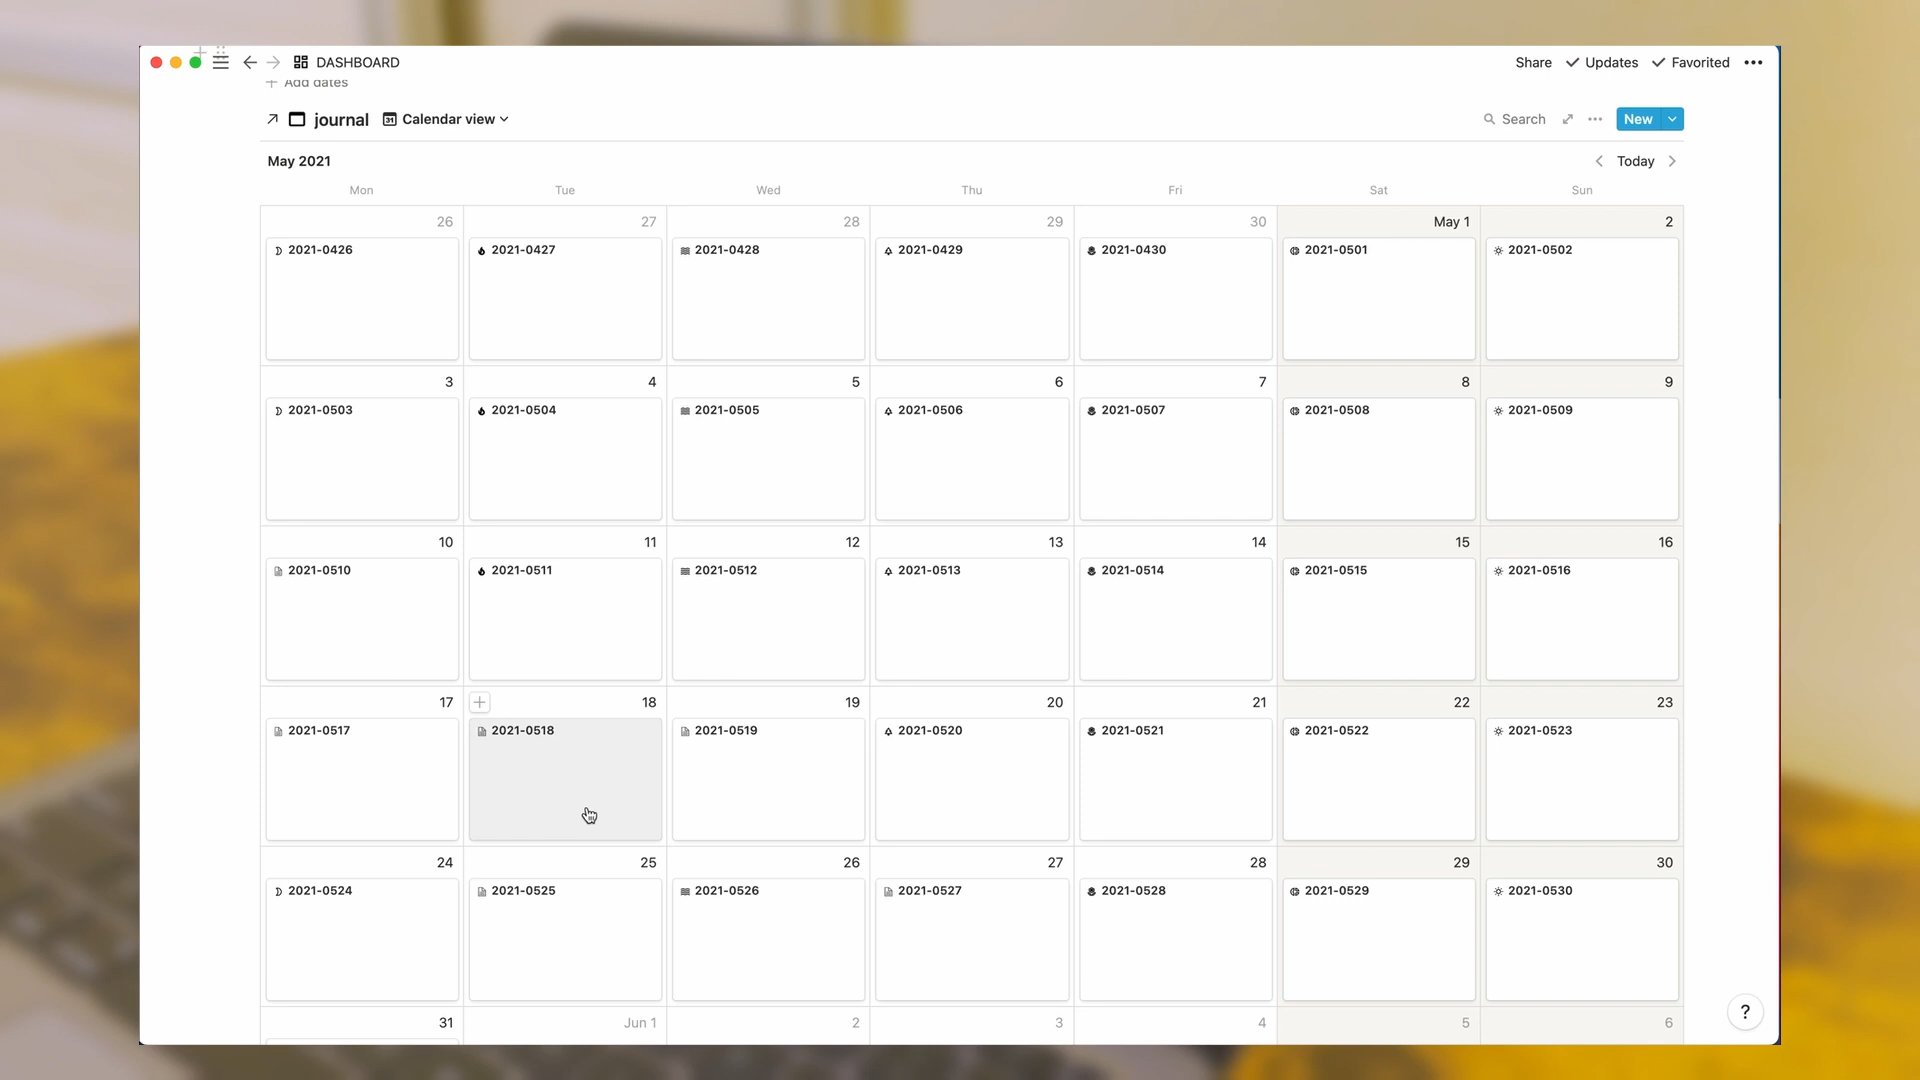 DASHBOARD Share Updates Favorited
Add dates
journal Calendar view Search New
May 2021 Today
Mon Tue Wed Thu Fri Sat Sun
26 27 28 29 30 May 1 2
2021-0426 2021-0427 2021-0428 2021-0429 2021-0430 2021-0501 2021-0502
3 4 5 6 7 8 9
2021-0503 2021-0504 2021-0505 2021-0506 2021-0507 2021-0508 2021-0509
10 11 12 13 14 15 16
2021-0510 2021-0511 2021-0512 2021-0513 2021-0514 2021-0515 2021-0516
17 18 19 20 21 22 23
2021-0517 2021-0518 2021-0519 2021-0520 2021-0521 2021-0522 2021-0523
24 25 26 27 28 29 30
2021-0524 2021-0525 2021-0526 2021-0527 2021-0528 2021-0529 2021-0530
31 Jun 1 2 3 4 5 6
?